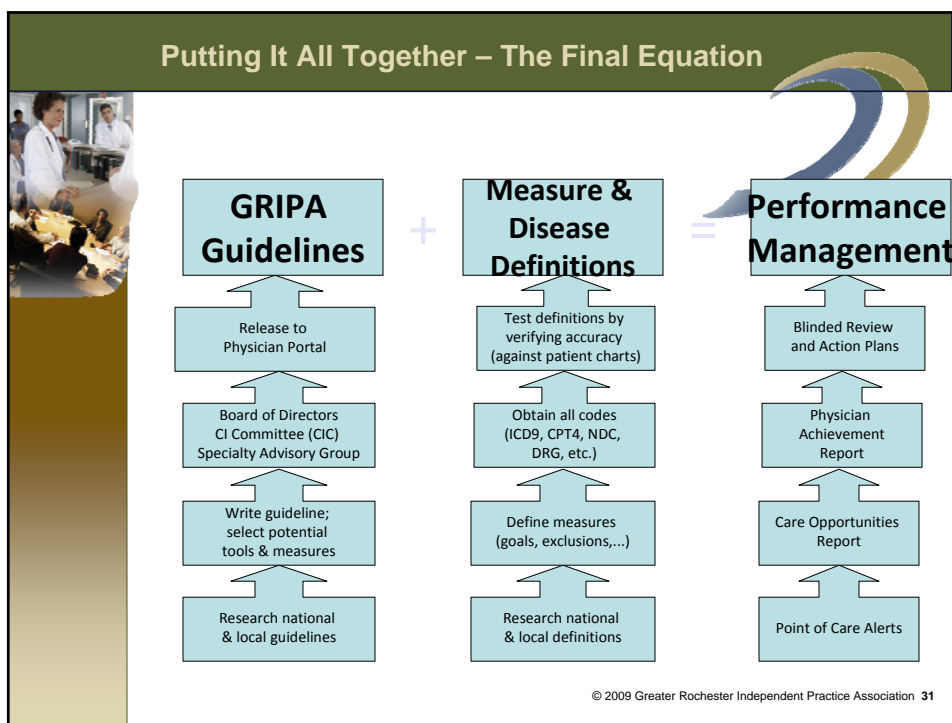 Putting It All Together – The Final Equation
GRIPA
Guidelines
+
Measure &
Disease
Definitions
=
Performance
Management
Release to
Physician Portal
Test definitions by
verifying accuracy
(against patient charts)
Blinded Review
and Action Plans
Board of Directors
CI Committee (CIC)
Specialty Advisory Group
Obtain all codes
(ICD9, CPT4, NDC,
DRG, etc.)
Physician
Achievement
Report
Write guideline;
select potential
tools & measures
Define measures
(goals, exclusions,...)
Care Opportunities
Report
Research national
& local guidelines
Research national
& local definitions
Point of Care Alerts
© 2009 Greater Rochester Independent Practice Association 31